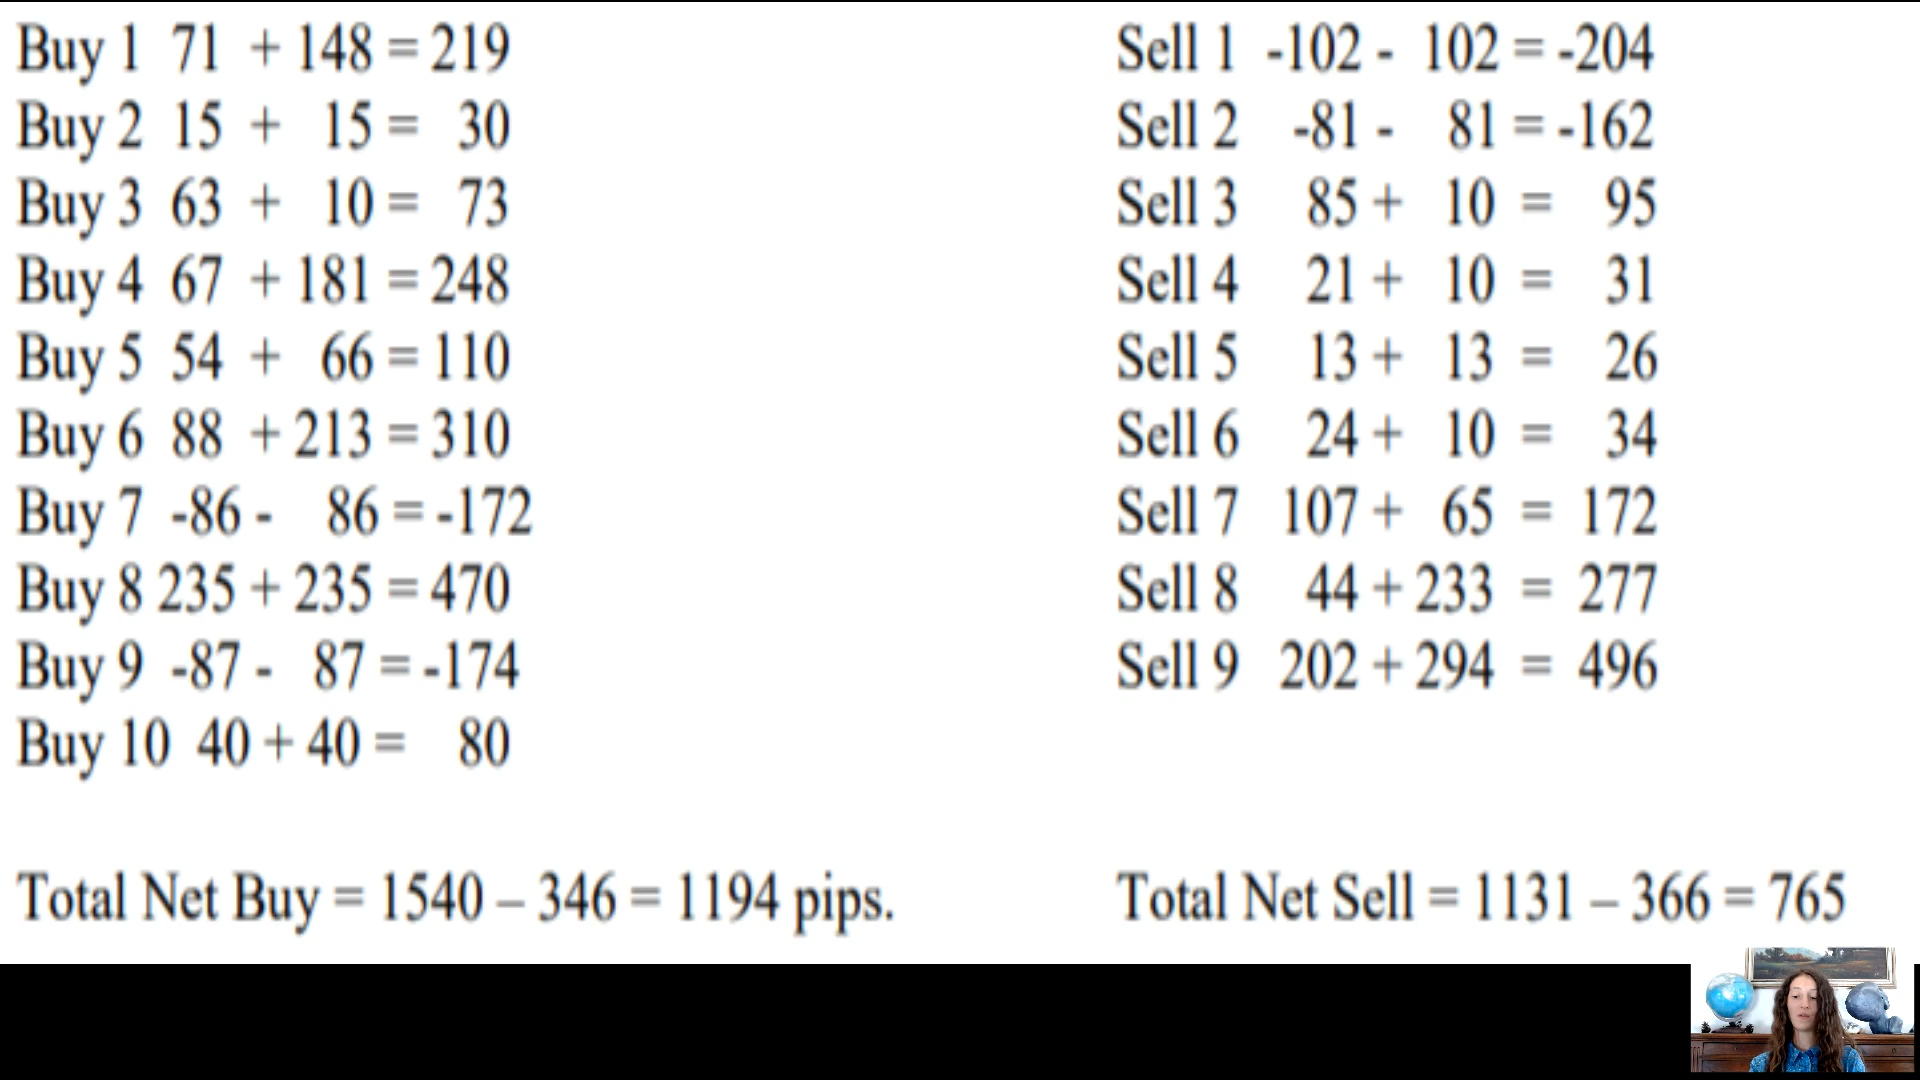 Buy 1 71 + 148 = 219
Buy 2 15 + 15 = 30
Buy 3 63 + 10 = 73
Buy 4 67 + 181 = 248
Buy 5 54 + 66 = 110
Buy 6 88 + 213 = 310
Buy 7 -86 - 86 = -172
Buy 8 235 + 235 = 470
Buy 9 -87 - 87 = -174
Buy 10 40 + 40 = 80
Total Net Buy = 1540 – 346 = 1194 pips.
Sell 1 -102 - 102 = -204
Sell 2 -81 - 81 = -162
Sell 3 85 + 10 = 95
Sell 4 21 + 10 = 31
Sell 5 13 + 13 = 26
Sell 6 24 + 10 = 34
Sell 7 107 + 65 = 172
Sell 8 44 + 233 = 277
Sell 9 202 + 294 = 496
Total Net Sell = 1131 – 366 = 765